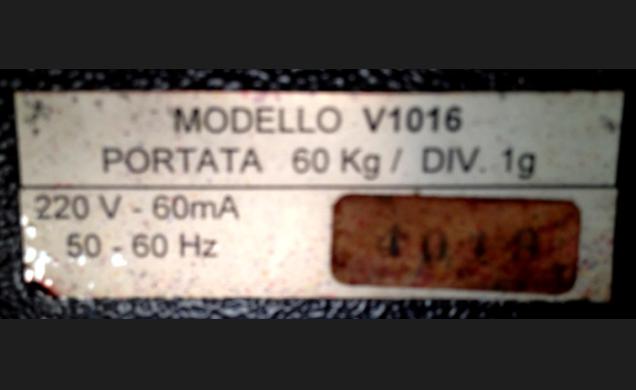 MODELLO V1016
PORTATA 60 Kg / DIV. 1g
220 V - 60mA
50 - 60 Hz